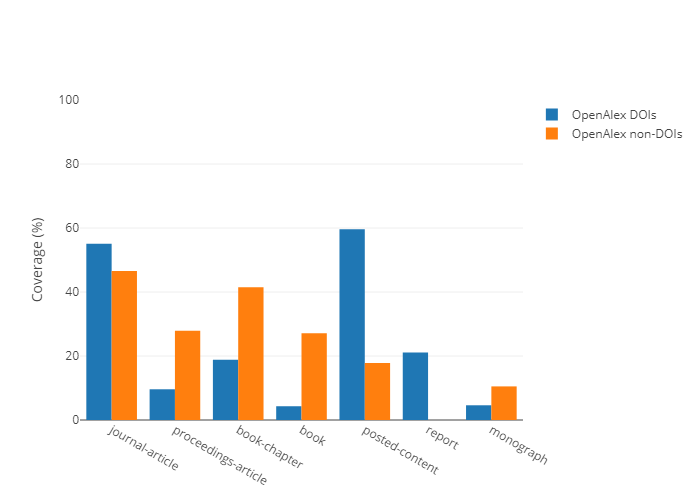 100
80
60
40
20
0
Coverage (%)
journal-article
proceedings-article
book-chapter
book
posted-content
report
monograph
OpenAlex DOIs
OpenAlex non-DOIs